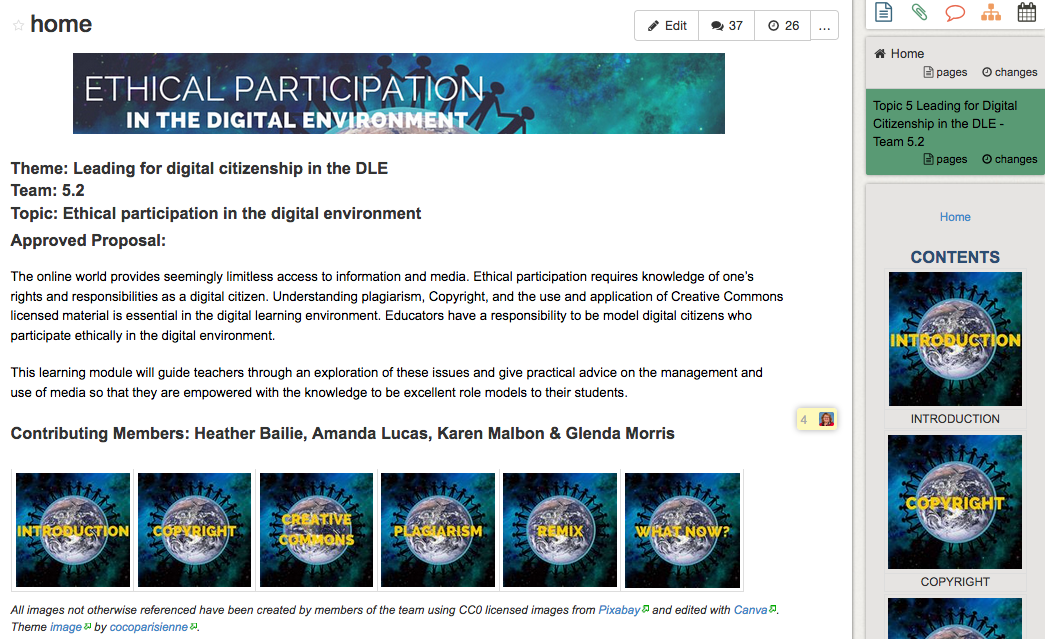 home
Edit
37
26
...
ETHICAL PARTICIPATION
IN THE DIGITAL ENVIRONMENT
Theme: Leading for digital citizenship in the DLE
Team: 5.2
Topic: Ethical participation in the digital environment
Approved Proposal:
The online world provides seemingly limitless access to information and media. Ethical participation requires knowledge of one's
rights and responsibilities as a digital citizen. Understanding plagiarism, Copyright, and the use and application of Creative Commons
licensed material is essential in the digital learning environment. Educators have a responsibility to be model digital citizens who
participate ethically in the digital environment.
This learning module will guide teachers through an exploration of these issues and give practical advice on the management and
use of media so that they are empowered with the knowledge to be excellent role models to their students.
4
Contributing Members: Heather Bailie, Amanda Lucas, Karen Malbon & Glenda Morris
INTRODUCTION
COPYRIGHT
CREATIVE
COMMONS
PLAGIARISM
REMIX
WHAT NOW?
All images not otherwise referenced have been created by members of the team using CC0 licensed images from Pixabay and edited with Canva.
Theme image by cocoparisienne.
Home
pages changes
Topic 5 Leading for Digital
Citizenship in the DLE -
Team 5.2
pages changes
Home
CONTENTS
INTRODUCTION
INTRODUCTION
COPYRIGHT
COPYRIGHT